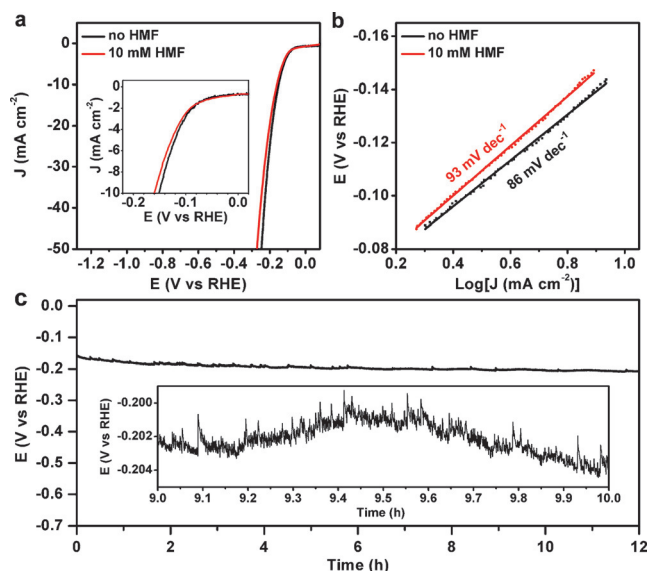 a
no HMF
10 mM HMF
0
-10
-20
-30
-40
-50
J (mA cm⁻²)
-1.2 -1.0 -0.8 -0.6 -0.4 -0.2 0.0
E (V vs RHE)
0
-2
-4
-6
-8
-10
J (mA cm⁻²)
-0.2 -0.1 0.0
E (V vs RHE)
b
no HMF
10 mM HMF
-0.16
-0.14
-0.12
-0.10
-0.08
E (V vs RHE)
93 mV dec⁻¹
86 mV dec⁻¹
0.2 0.4 0.6 0.8 1.0
Log[J (mA cm⁻²)]
c
0.0
-0.1
-0.2
-0.3
-0.4
-0.5
-0.6
-0.7
E (V vs RHE)
-0.200
-0.202
-0.204
E (V vs RHE)
9.0 9.1 9.2 9.3 9.4 9.5 9.6 9.7 9.8 9.9 10.0
Time (h)
0 2 4 6 8 10 12
Time (h)